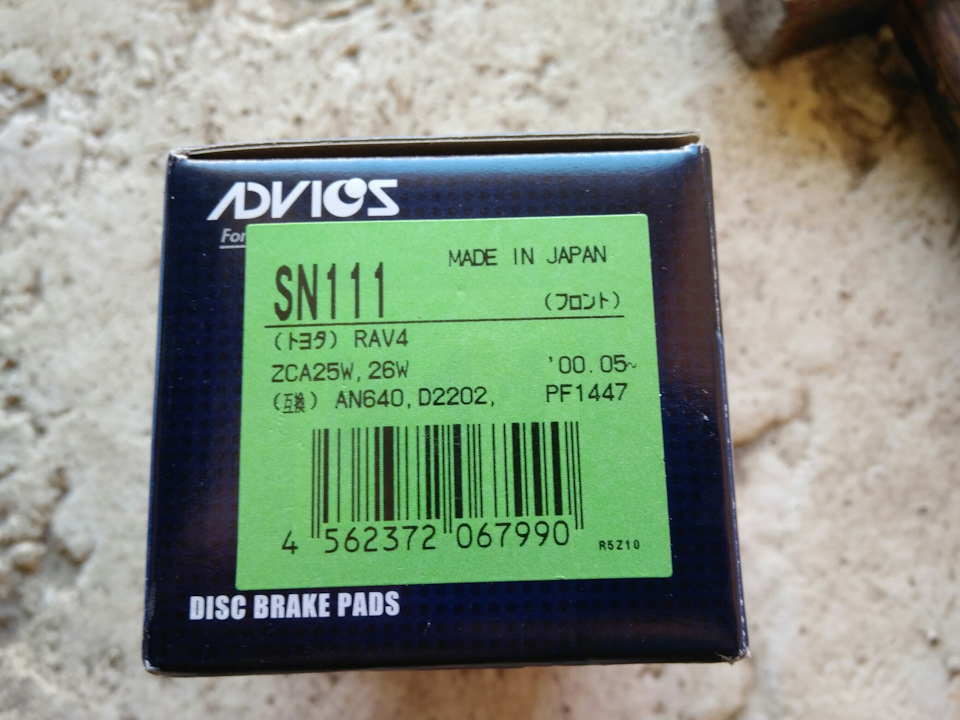 ADVICS
For
MADE IN JAPAN
SN111 (フロント)
(トヨタ) RAV4
ZCA25W,26W '00.05~
(互換) AN640,D2202, PF1447
4 562372 067990 R5Z10
DISC BRAKE PADS